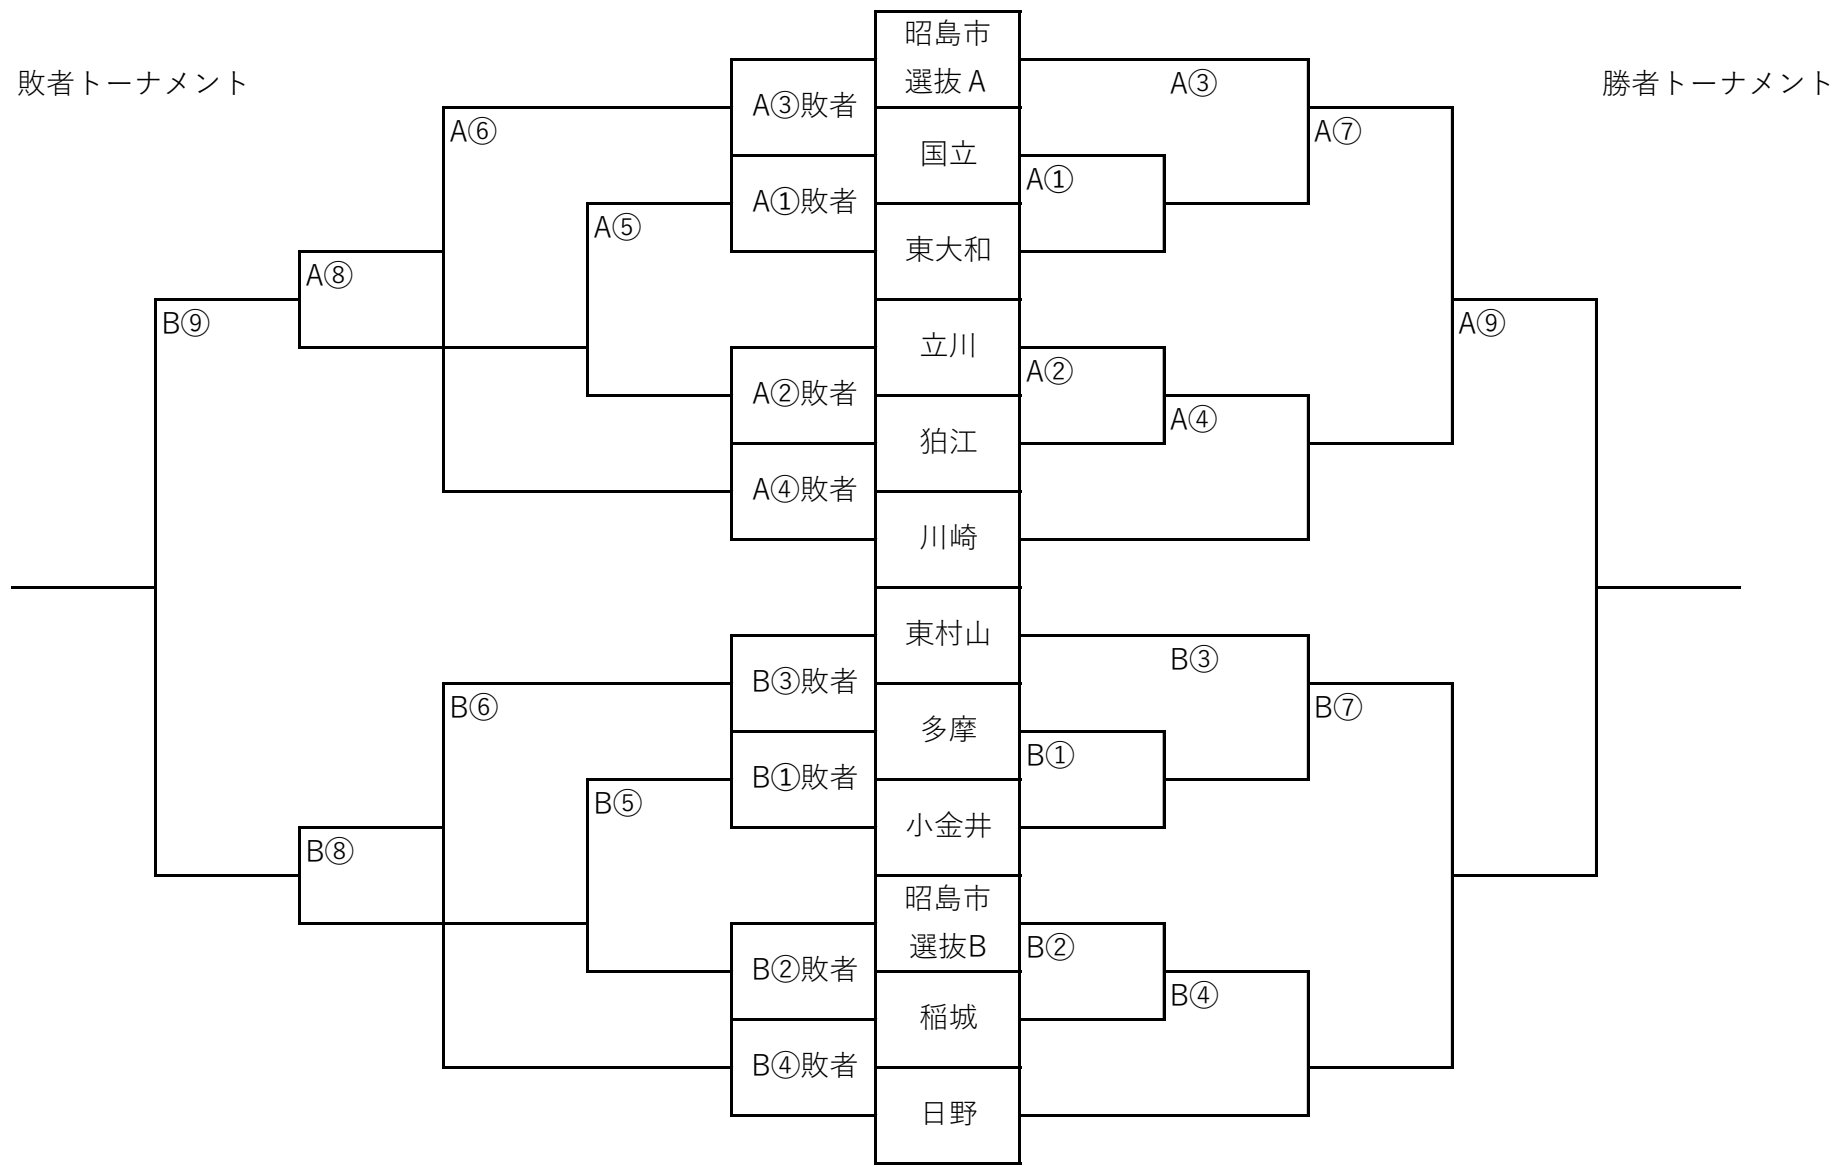 昭島市
選抜 A
敗者トーナメント
A③
勝者トーナメント
A③敗者
A⑥
A⑦
国立
A①
A①敗者
A⑤
東大和
A⑧
B⑨
A⑨
立川
A②
A②敗者
A④
狛江
A④敗者
川崎
東村山
B③
B③敗者
B⑥
B⑦
多摩
B①
B①敗者
B⑤
小金井
B⑧
昭島市
選抜B
B②
B②敗者
B④
稲城
B④敗者
日野